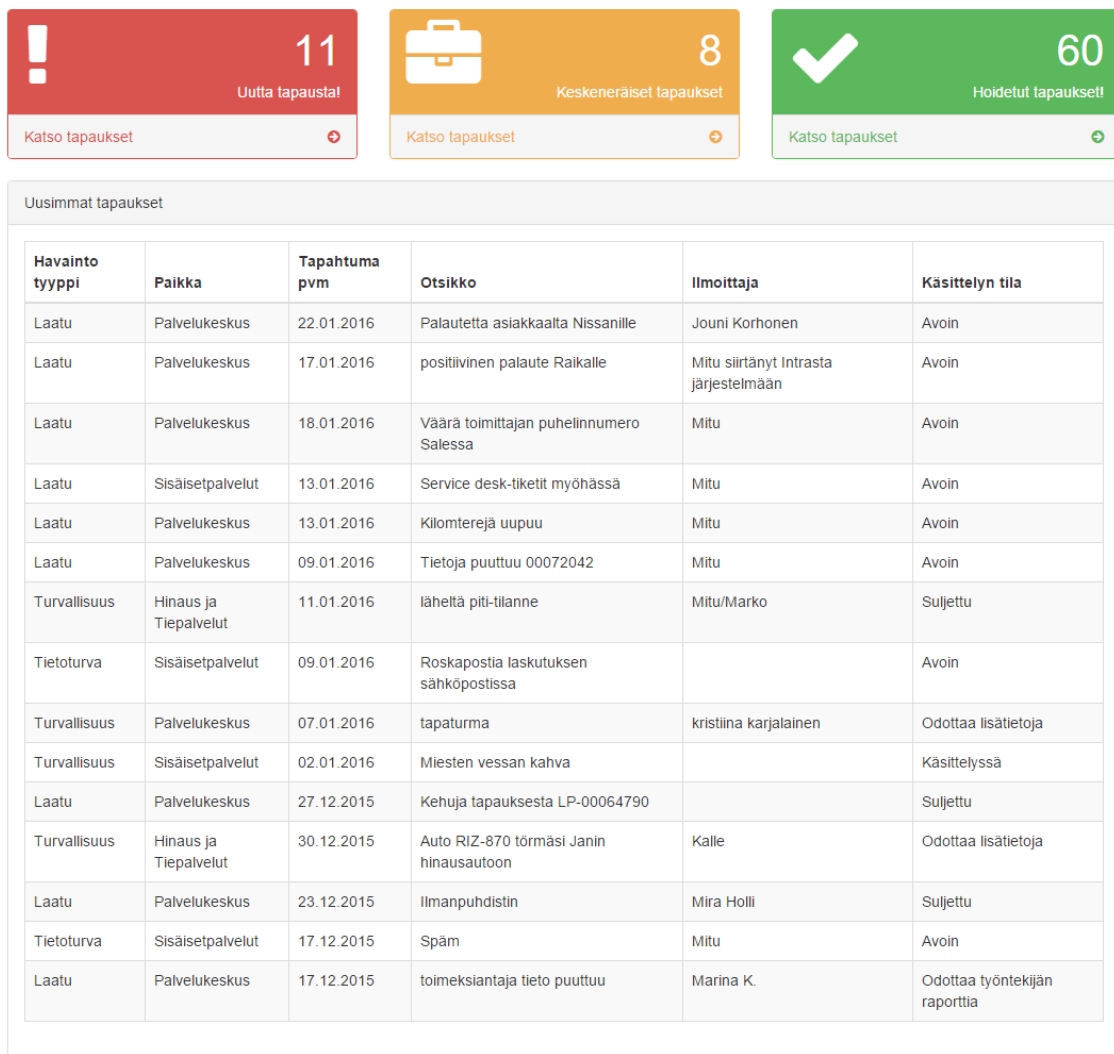 11
Uutta tapausta!
Katso tapaukset
8
Keskeneräiset tapaukset
Katso tapaukset
60
Hoidetut tapaukset!
Katso tapaukset
Uusimmat tapaukset
Havainto tyyppi Paikka Tapahtuma pvm Otsikko Ilmoittaja Käsittelyn tila
Laatu Palvelukeskus 22.01.2016 Palautetta asiakkaalta Nissanille Jouni Korhonen Avoin
Laatu Palvelukeskus 17.01.2016 positiivinen palaute Raikalle Mitu siirtänyt Intrasta järjestelmään Avoin
Laatu Palvelukeskus 18.01.2016 Väärä toimittajan puhelinnumero Salessa Mitu Avoin
Laatu Sisäisetpalvelut 13.01.2016 Service desk-tiketit myöhässä Mitu Avoin
Laatu Palvelukeskus 13.01.2016 Kilomterejä uupuu Mitu Avoin
Laatu Palvelukeskus 09.01.2016 Tietoja puuttuu 00072042 Mitu Avoin
Turvallisuus Hinaus ja Tiepalvelut 11.01.2016 läheltä piti-tilanne Mitu/Marko Suljettu
Tietoturva Sisäisetpalvelut 09.01.2016 Roskapostia laskutuksen sähköpostissa Avoin
Turvallisuus Palvelukeskus 07.01.2016 tapaturma kristiina karjalainen Odottaa lisätietoja
Turvallisuus Sisäisetpalvelut 02.01.2016 Miesten vessan kahva Käsittelyssä
Laatu Palvelukeskus 27.12.2015 Kehuja tapauksesta LP-00064790 Suljettu
Turvallisuus Hinaus ja Tiepalvelut 30.12.2015 Auto RIZ-870 törmäsi Janin hinausautoon Kalle Odottaa lisätietoja
Laatu Palvelukeskus 23.12.2015 Ilmanpuhdistin Mira Holli Suljettu
Tietoturva Sisäisetpalvelut 17.12.2015 Späm Mitu Avoin
Laatu Palvelukeskus 17.12.2015 toimeksiantaja tieto puuttuu Marina K. Odottaa työntekijän raporttia